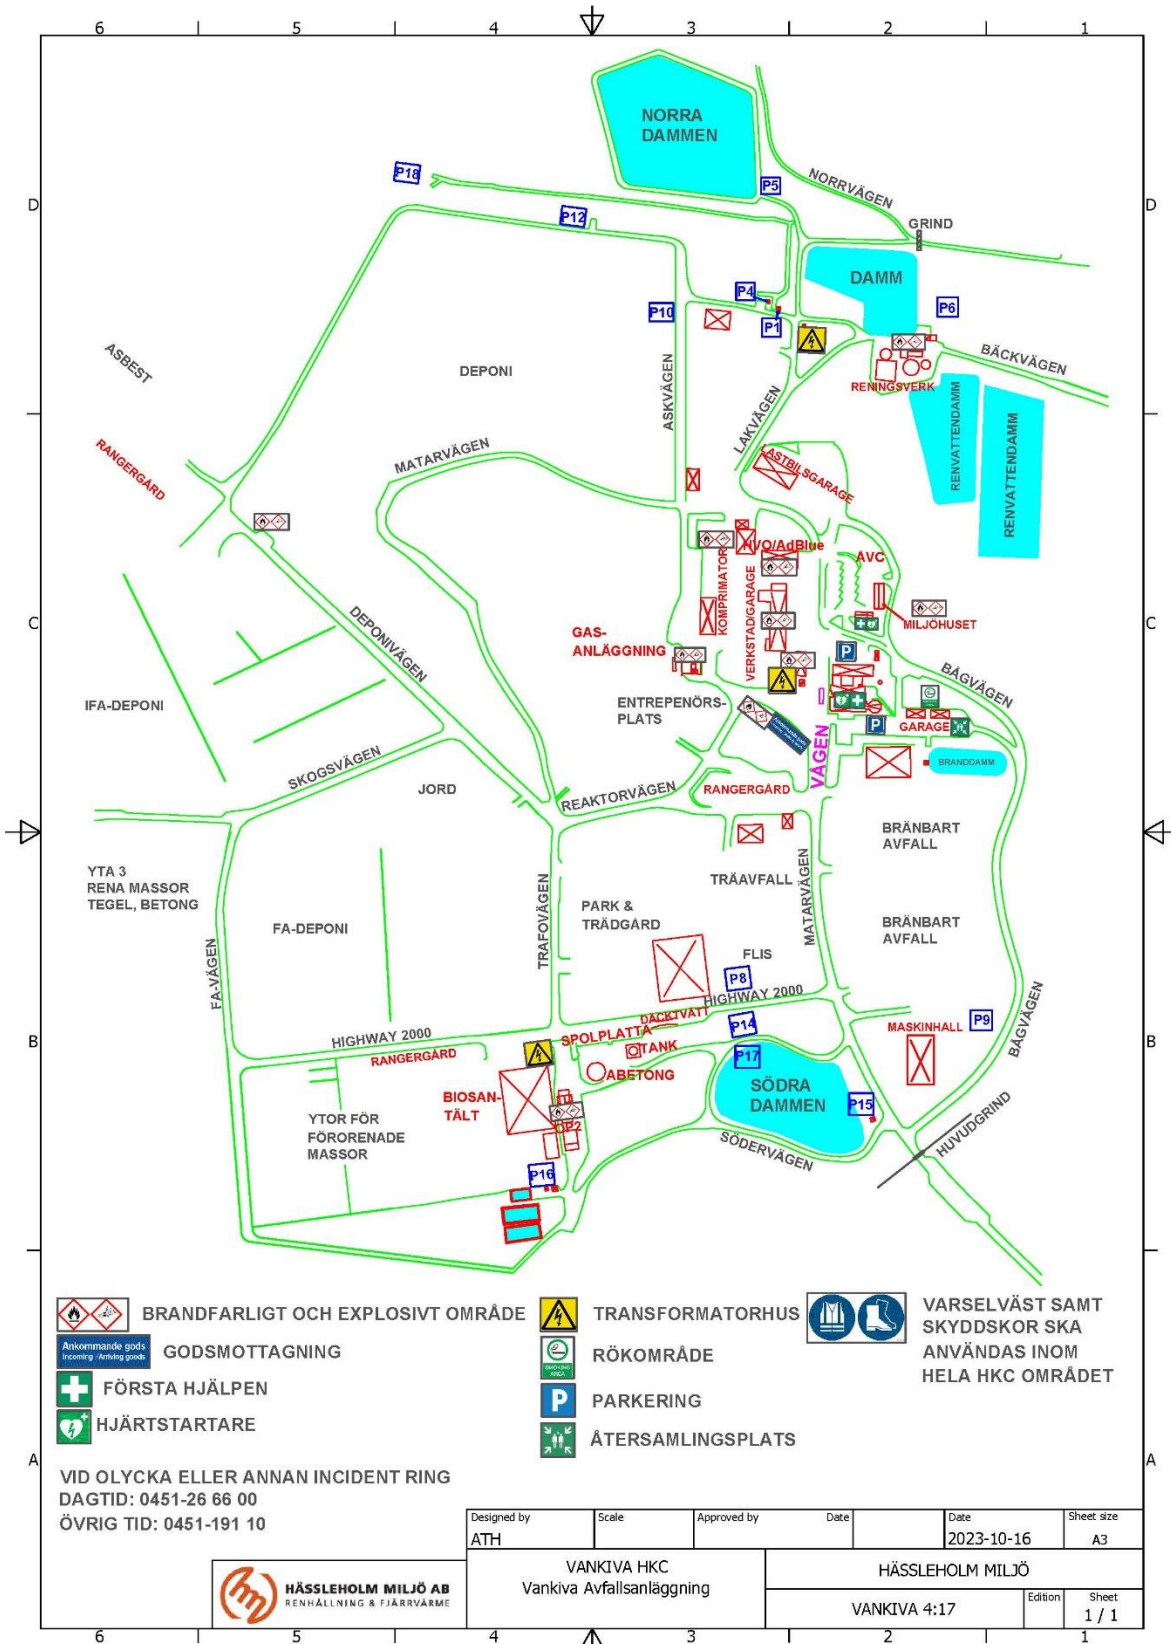 6 5 4 3 2 1
NORRA
DAMMEN
P18
P5
NORRVÄGEN
D
D
P12
GRIND
DAMM
P4
P10
P1
P6
ASBEST
DEPONI
ASKVÄGEN
BÄCKVÄGEN
RENINGSVERK
LAKVÄGEN
RENVATTENDAMM
RENVATTENDAMM
RANGERGÅRD
MATARVÄGEN
LASTBILSGARAGE
HVO/AdBlue
KOMPRIMATOR
VERKSTAD/GARAGE
AVC
C
C
MILJÖHUSET
DEPONIVÄGEN
GAS-
ANLÄGGNING
P
BÅGVÄGEN
IFA-DEPONI
ENTREPENÖRS-
PLATS
Ankommande gods
GARAGE
P
VÅGEN
BRANDDAMM
SKOGSVÄGEN
JORD
REAKTORVÄGEN
RANGERGÅRD
BRÄNBART
AVFALL
YTA 3
RENA MASSOR
TEGEL, BETONG
TRÄAVFALL
MATARVÄGEN
TRAFOVÄGEN
PARK &
TRÄDGÅRD
FA-DEPONI
BRÄNBART
AVFALL
FLIS
FA-VÄGEN
P8
HIGHWAY 2000
HIGHWAY 2000
DÄCKTVÄTT
P14
P9
BÅGVÄGEN
MASKINHALL
B
B
SPOLPLATTA
RANGERGÅRD
TANK
P17
ABETONG
SÖDRA
DAMMEN
P15
BIOSAN-
TÄLT
OP2
YTOR FÖR
FÖRORENADE
MASSOR
HUVUDGRIND
SÖDERVÄGEN
P16
BRANDFARLIGT OCH EXPLOSIVT OMRÅDE
Ankommande gods
Incoming /Arriving goods
GODSMOTTAGNING
FÖRSTA HJÄLPEN
HJÄRTSTARTARE
TRANSFORMATORHUS
SMOKING
AREA
RÖKOMRÅDE
P
PARKERING
ÅTERSAMLINGSPLATS
VARSELVÄST SAMT
SKYDDSKOR SKA
ANVÄNDAS INOM
HELA HKC OMRÅDET
A
A
VID OLYCKA ELLER ANNAN INCIDENT RING
DAGTID: 0451-26 66 00
ÖVRIG TID: 0451-191 10
Designed by
ATH
Scale
Approved by
Date
Date
2023-10-16
Sheet size
A3
HÄSSLEHOLM MILJÖ AB
RENHÅLLNING & FJÄRRVÄRME
VANKIVA HKC
Vankiva Avfallsanläggning
HÄSSLEHOLM MILJÖ
VANKIVA 4:17
Edition
Sheet
1 / 1
6 5 4 3 2 1